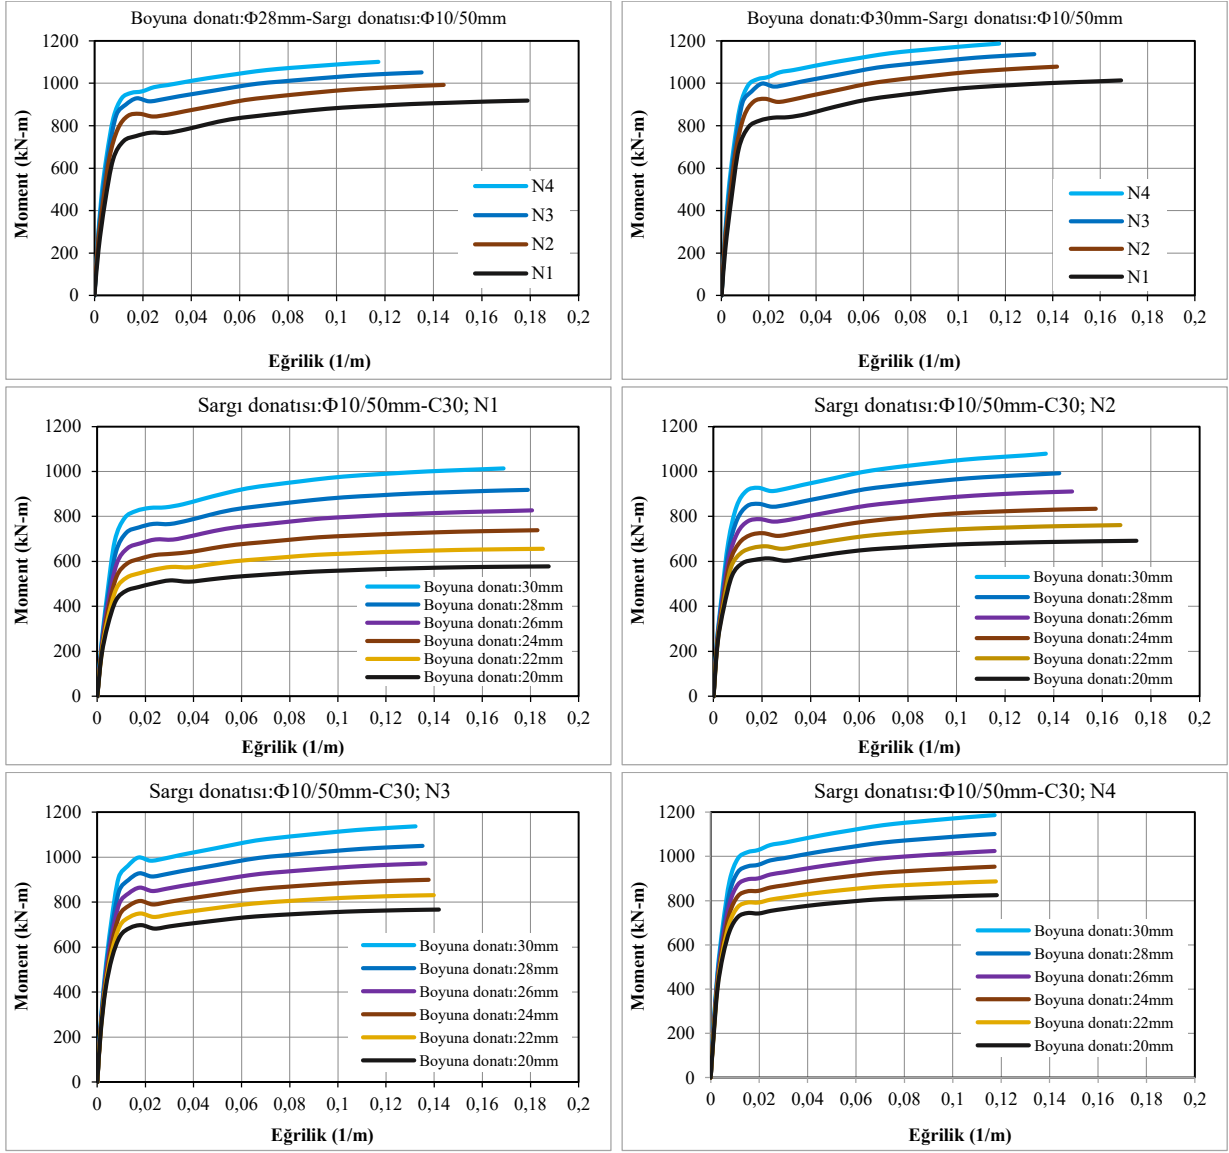 Boyuna donatı:Φ28mm-Sargı donatısı:Φ10/50mm
1200
1000
800
600
400
200
0
Moment (kN-m)
N4
N3
N2
N1
0 0,02 0,04 0,06 0,08 0,1 0,12 0,14 0,16 0,18 0,2
Eğrilik (1/m)
Boyuna donatı:Φ30mm-Sargı donatısı:Φ10/50mm
1200
1000
800
600
400
200
0
Moment (kN-m)
N4
N3
N2
N1
0 0,02 0,04 0,06 0,08 0,1 0,12 0,14 0,16 0,18 0,2
Eğrilik (1/m)
Sargı donatısı:Φ10/50mm-C30; N1
1200
1000
800
600
400
200
0
Moment (kN-m)
Boyuna donatı:30mm
Boyuna donatı:28mm
Boyuna donatı:26mm
Boyuna donatı:24mm
Boyuna donatı:22mm
Boyuna donatı:20mm
0 0,02 0,04 0,06 0,08 0,1 0,12 0,14 0,16 0,18 0,2
Eğrilik (1/m)
Sargı donatısı:Φ10/50mm-C30; N2
1200
1000
800
600
400
200
0
Moment (kN-m)
Boyuna donatı:30mm
Boyuna donatı:28mm
Boyuna donatı:26mm
Boyuna donatı:24mm
Boyuna donatı:22mm
Boyuna donatı:20mm
0 0,02 0,04 0,06 0,08 0,1 0,12 0,14 0,16 0,18 0,2
Eğrilik (1/m)
Sargı donatısı:Φ10/50mm-C30; N3
1200
1000
800
600
400
200
0
Moment (kN-m)
Boyuna donatı:30mm
Boyuna donatı:28mm
Boyuna donatı:26mm
Boyuna donatı:24mm
Boyuna donatı:22mm
Boyuna donatı:20mm
0 0,02 0,04 0,06 0,08 0,1 0,12 0,14 0,16 0,18 0,2
Eğrilik (1/m)
Sargı donatısı:Φ10/50mm-C30; N4
1200
1000
800
600
400
200
0
Moment (kN-m)
Boyuna donatı:30mm
Boyuna donatı:28mm
Boyuna donatı:26mm
Boyuna donatı:24mm
Boyuna donatı:22mm
Boyuna donatı:20mm
0 0,02 0,04 0,06 0,08 0,1 0,12 0,14 0,16 0,18 0,2
Eğrilik (1/m)